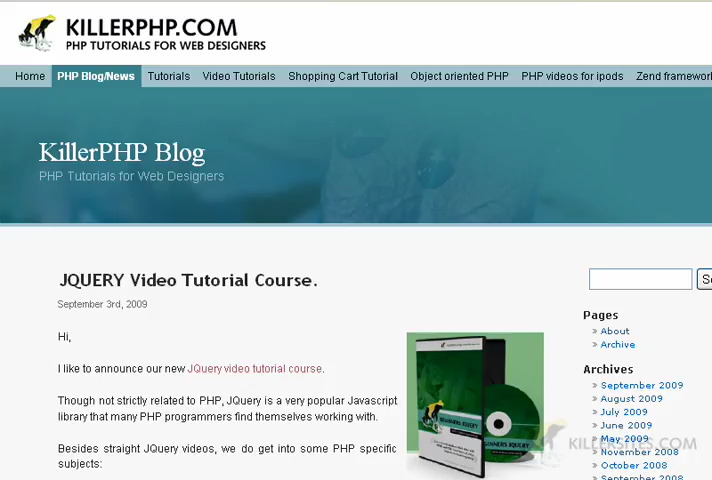 KILLERPHP.COM
PHP TUTORIALS FOR WEB DESIGNERS
Home PHP Blog/News Tutorials Video Tutorials Shopping Cart Tutorial Object oriented PHP PHP videos for ipods Zend framework
KillerPHP Blog
PHP Tutorials for Web Designers
JQUERY Video Tutorial Course.
September 3rd, 2009
Hi,
I like to announce our new JQuery video tutorial course.
Though not strictly related to PHP, JQuery is a very popular Javascript
library that many PHP programmers find themselves working with.
Besides straight JQuery videos, we do get into some PHP specific
subjects:
BEGINNERS JQUERY
Pages
» About
» Archive
Archives
» September 2009
» August 2009
» July 2009
» June 2009
» May 2009
» November 2008
» October 2008
» September 2008
KILLERSITES.COM